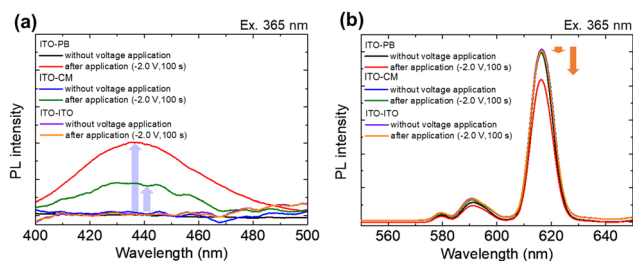 (a)
Ex. 365 nm
ITO-PB
without voltage application
after application (-2.0 V,100 s)
ITO-CM
without voltage application
after application (-2.0 V,100 s)
ITO-ITO
without voltage application
after application (-2.0 V,100 s)
PL intensity
400 420 440 460 480 500
Wavelength (nm)
(b)
Ex. 365 nm
ITO-PB
without voltage application
after application (-2.0 V,100 s)
ITO-CM
without voltage application
after application (-2.0 V,100 s)
ITO-ITO
without voltage application
after application (-2.0 V,100 s)
PL intensity
560 580 600 620 640
Wavelength (nm)